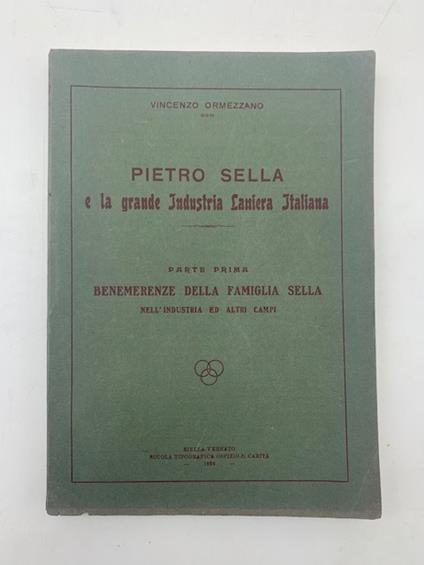 VINCENZO ORMEZZANO
PIETRO SELLA
e la grande Industria Laniera Italiana
PARTE PRIMA
BENEMERENZE DELLA FAMIGLIA SELLA
NELL'INDUSTRIA ED ALTRI CAMPI
BIELLA VERNATO
SCUOLA TIPOGRAFICA OSPIZIO DI CARITÀ